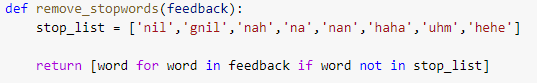 def remove_stopwords(feedback):
    stop_list = ['nil','gnil','nah','na','nan','haha','uhm','hehe']
    return [word for word in feedback if word not in stop_list]